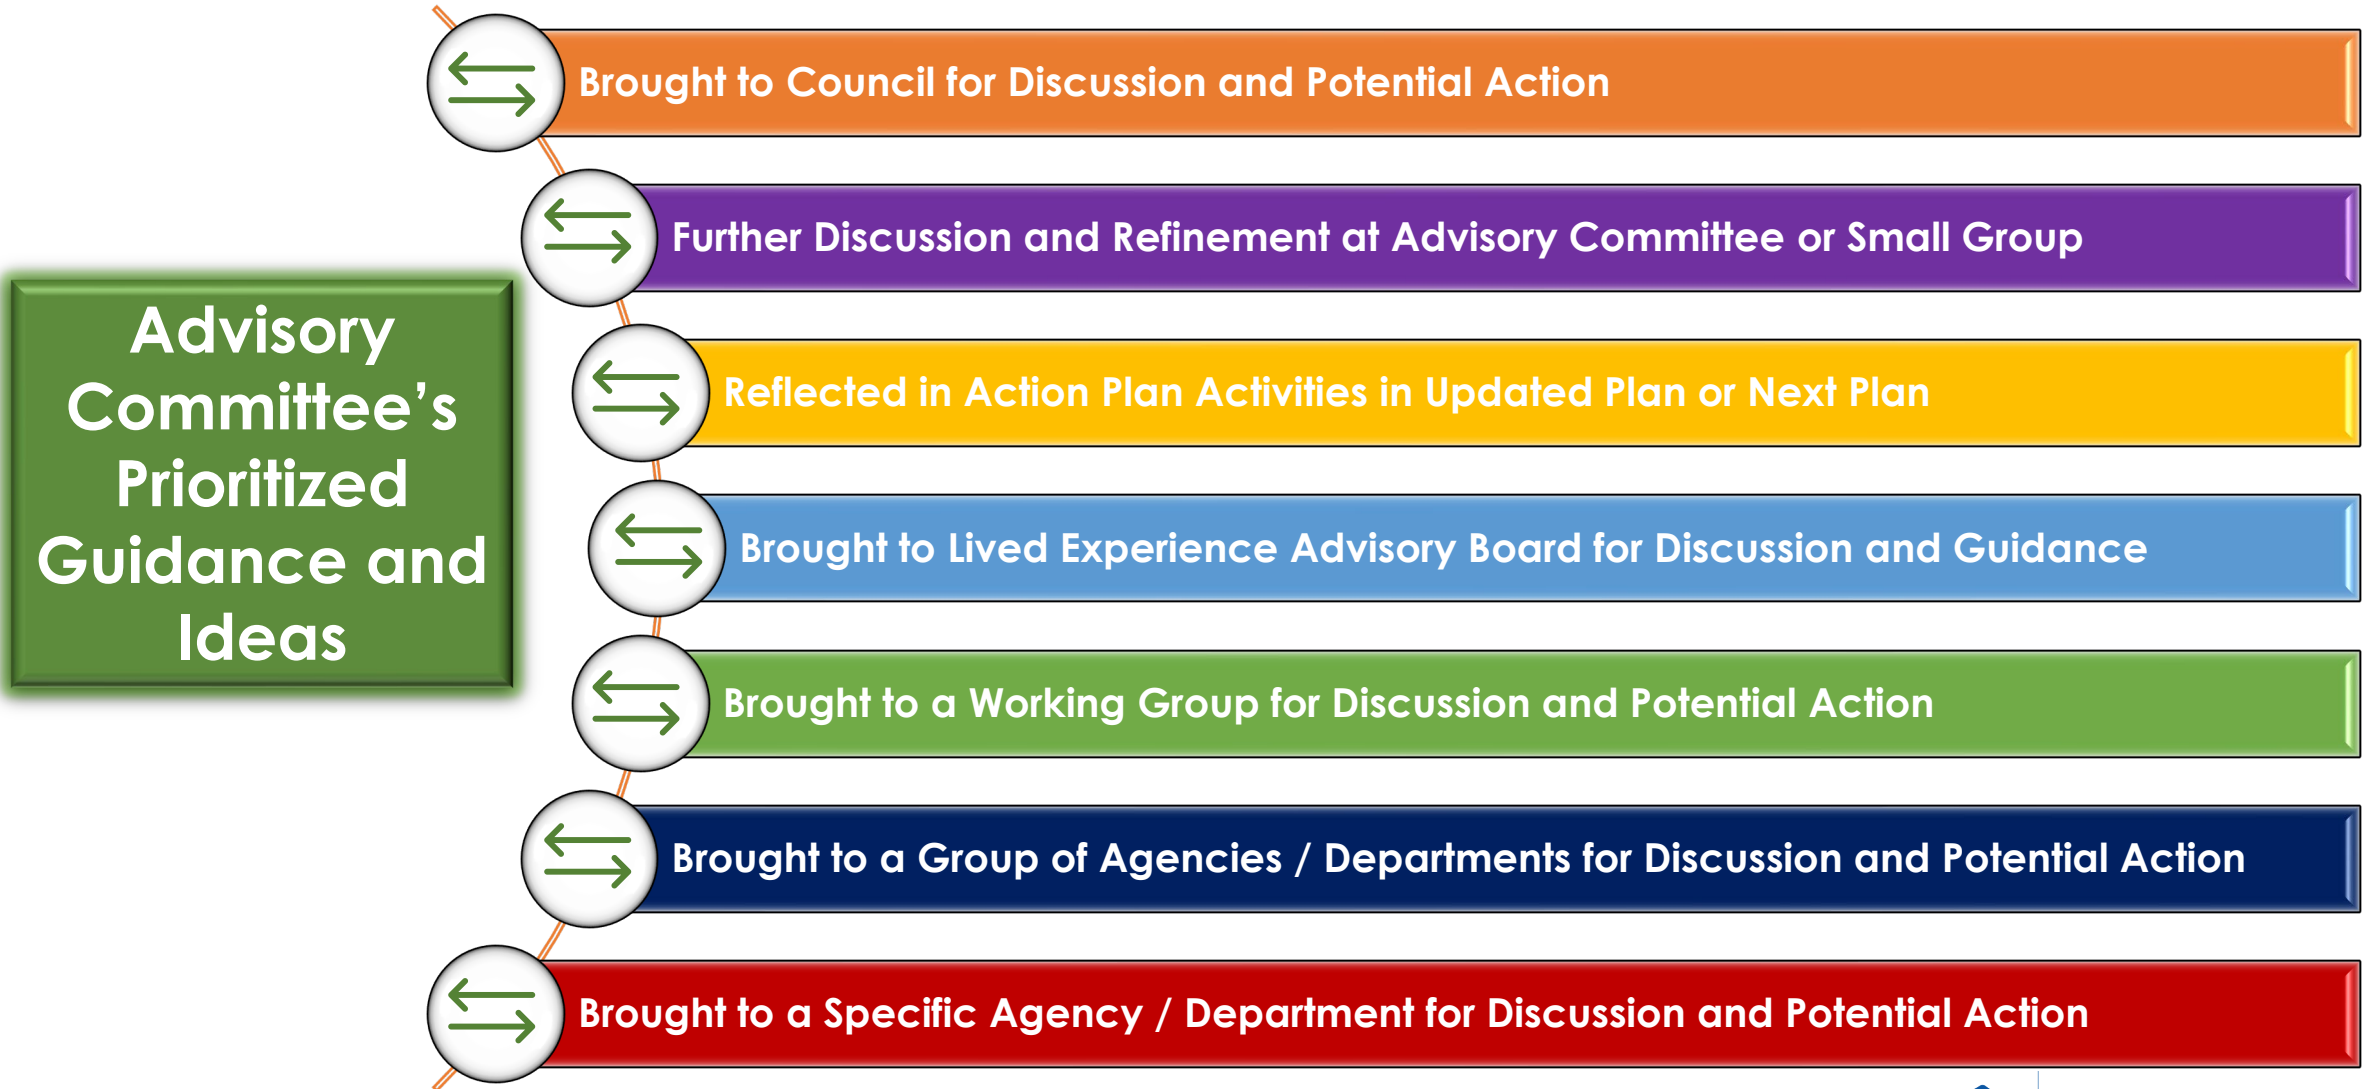 Advisory
Committee’s
Prioritized
Guidance and
Ideas
Brought to Council for Discussion and Potential Action
Further Discussion and Refinement at Advisory Committee or Small Group
Reflected in Action Plan Activities in Updated Plan or Next Plan
Brought to Lived Experience Advisory Board for Discussion and Guidance
Brought to a Working Group for Discussion and Potential Action
Brought to a Group of Agencies / Departments for Discussion and Potential Action
Brought to a Specific Agency / Department for Discussion and Potential Action